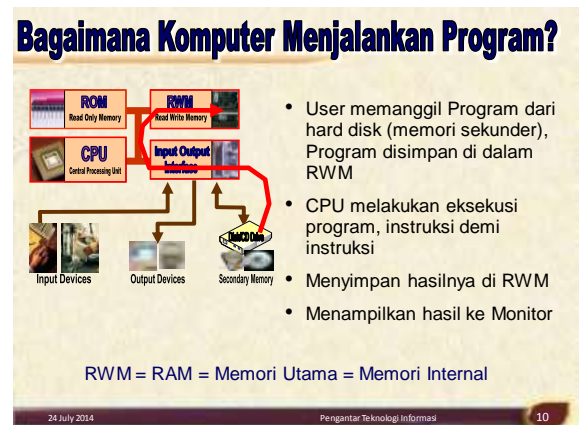 Bagaimana Komputer Menjalankan Program?
ROM
Read Only Memory
RWM
Read Write Memory
CPU
Central Processing Unit
Input Output
Interface
Disk/CD Drive
Input Devices
Output Devices
Secondary Memory
• User memanggil Program dari
hard disk (memori sekunder),
Program disimpan di dalam
RWM
• CPU melakukan eksekusi
program, instruksi demi
instruksi
• Menyimpan hasilnya di RWM
• Menampilkan hasil ke Monitor
RWM = RAM = Memori Utama = Memori Internal
24 July 2014
Pengantar Teknologi Informasi
10